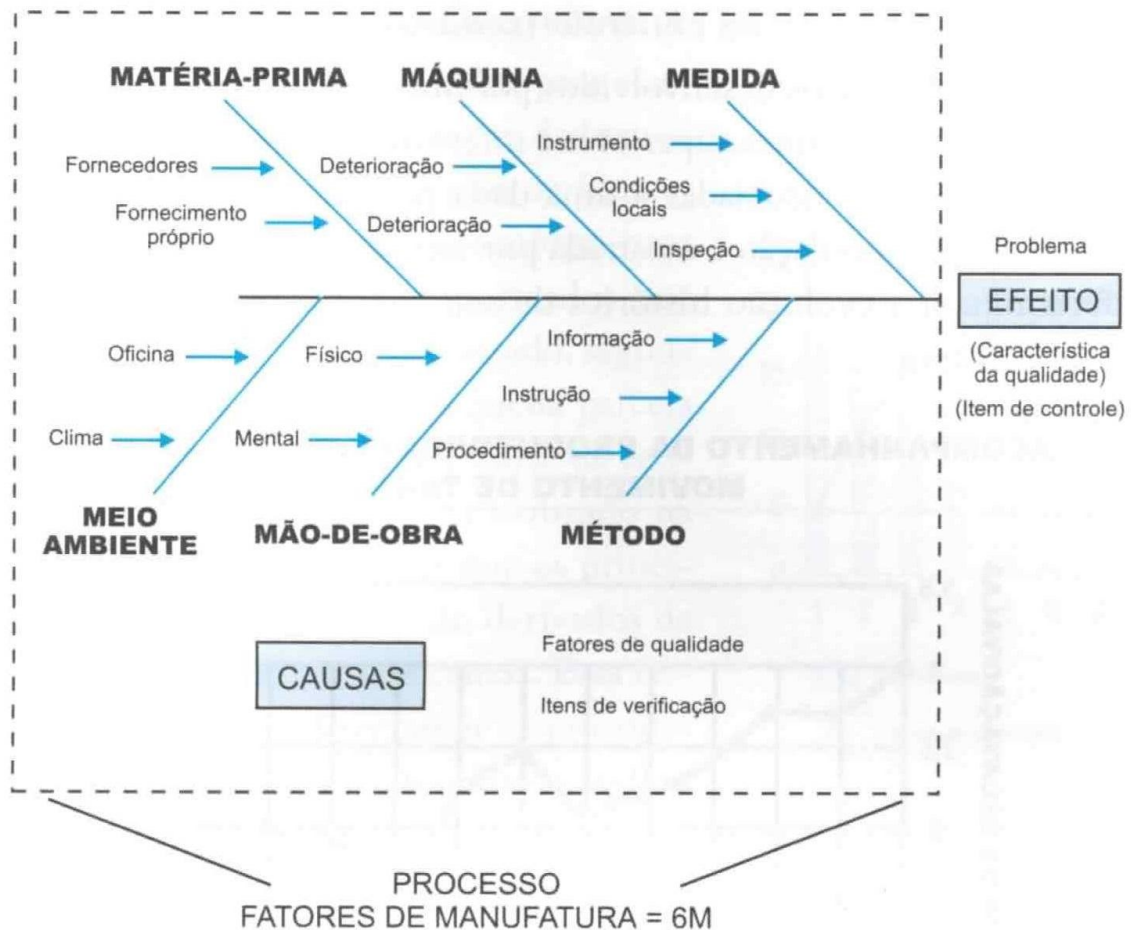 MATÉRIA-PRIMA
MÁQUINA
MEDIDA
Fornecedores
Fornecimento
próprio
Deterioração
Deterioração
Instrumento
Condições
locais
Inspeção
Problema
EFEITO
(Característica
da qualidade)
(Item de controle)
Oficina
Clima
Físico
Mental
Informação
Instrução
Procedimento
MEIO
AMBIENTE
MÃO-DE-OBRA
MÉTODO
CAUSAS
Fatores de qualidade
Itens de verificação
PROCESSO
FATORES DE MANUFATURA = 6M